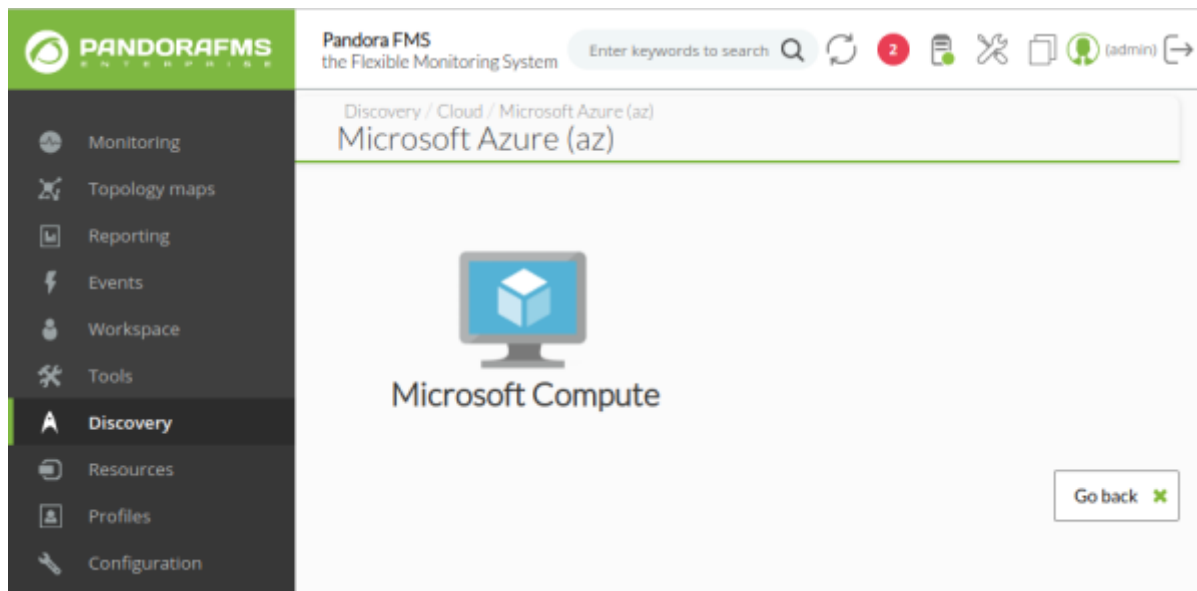 PANDORAFMS
ENTERPRISE
Pandora FMS
the Flexible Monitoring System
Enter keywords to search
2
(admin)
Discovery / Cloud / Microsoft Azure (az)
Microsoft Azure (az)
Monitoring
Topology maps
Reporting
Events
Workspace
Tools
Discovery
Resources
Profiles
Configuration
Microsoft Compute
Go back